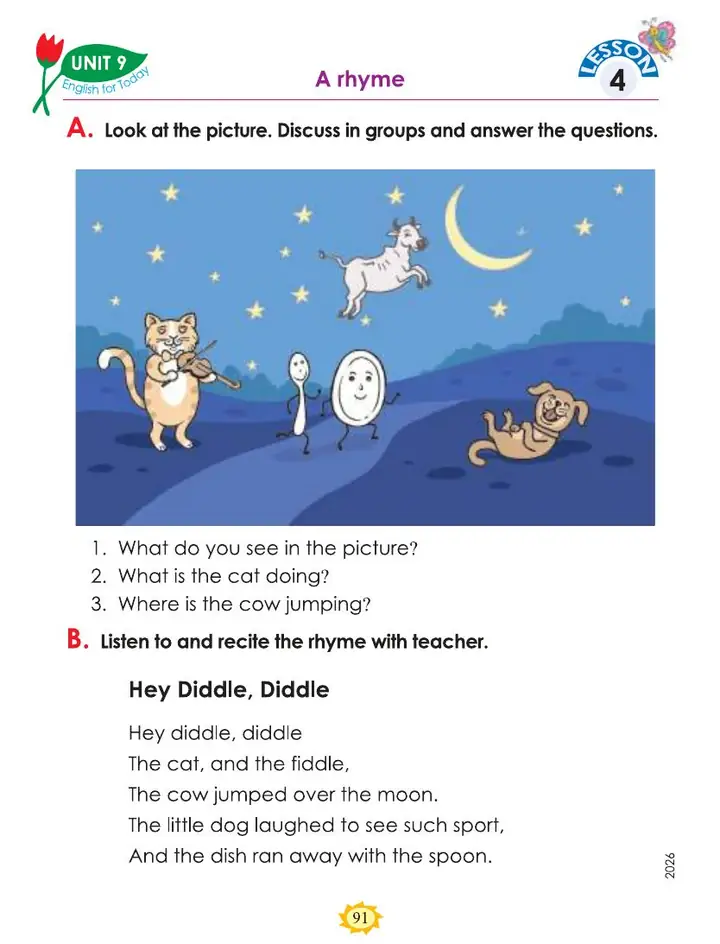 UNIT 9
English for Today
A rhyme
LESSON
4
A. Look at the picture. Discuss in groups and answer the questions.
1. What do you see in the picture?
2. What is the cat doing?
3. Where is the cow jumping?
B. Listen to and recite the rhyme with teacher.
Hey Diddle, Diddle
Hey diddle, diddle
The cat, and the fiddle,
The cow jumped over the moon.
The little dog laughed to see such sport,
And the dish ran away with the spoon.
2026
91